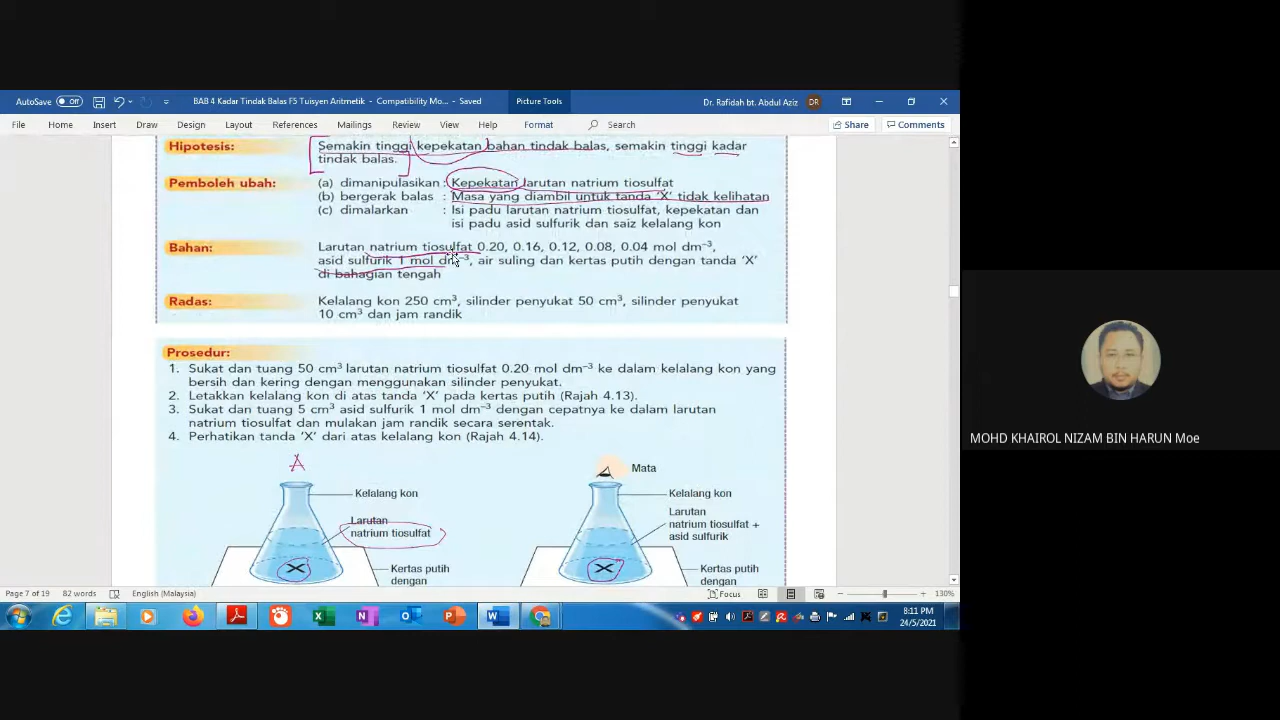 AutoSave Off
BAB 4 Kadar Tindak Balas F5 Tuisyen Aritmetik - Compatibility Mo... - Saved
Picture Tools
Dr. Rafidah bt. Abdul Aziz
DR
File Home Insert Draw Design Layout References Mailings Review View Help Format Search
Share Comments
Hipotesis: Semakin tinggi kepekatan bahan tindak balas, semakin tinggi kadar
tindak balas.
Pemboleh ubah: (a) dimanipulasikan : Kepekatan larutan natrium tiosulfat
(b) bergerak balas : Masa yang diambil untuk tanda 'X' tidak kelihatan
(c) dimalarkan : Isi padu larutan natrium tiosulfat, kepekatan dan
isi padu asid sulfurik dan saiz kelalang kon
Bahan: Larutan natrium tiosulfat 0.20, 0.16, 0.12, 0.08, 0.04 mol dm⁻³,
asid sulfurik 1 mol dm⁻³, air suling dan kertas putih dengan tanda 'X'
di bahagian tengah
Radas: Kelalang kon 250 cm³, silinder penyukat 50 cm³, silinder penyukat
10 cm³ dan jam randik
Prosedur:
1. Sukat dan tuang 50 cm³ larutan natrium tiosulfat 0.20 mol dm⁻³ ke dalam kelalang kon yang
bersih dan kering dengan menggunakan silinder penyukat.
2. Letakkan kelalang kon di atas tanda 'X' pada kertas putih (Rajah 4.13).
3. Sukat dan tuang 5 cm³ asid sulfurik 1 mol dm⁻³ dengan cepatnya ke dalam larutan
natrium tiosulfat dan mulakan jam randik secara serentak.
4. Perhatikan tanda 'X' dari atas kelalang kon (Rajah 4.14).
A
Kelalang kon
Larutan
natrium tiosulfat
X
Kertas putih
dengan
Mata
Kelalang kon
Larutan
natrium tiosulfat +
asid sulfurik
X
Kertas putih
dengan
Page 7 of 19 82 words English (Malaysia)
Focus
130%
8:11 PM
24/5/2021
MOHD KHAIROL NIZAM BIN HARUN Moe